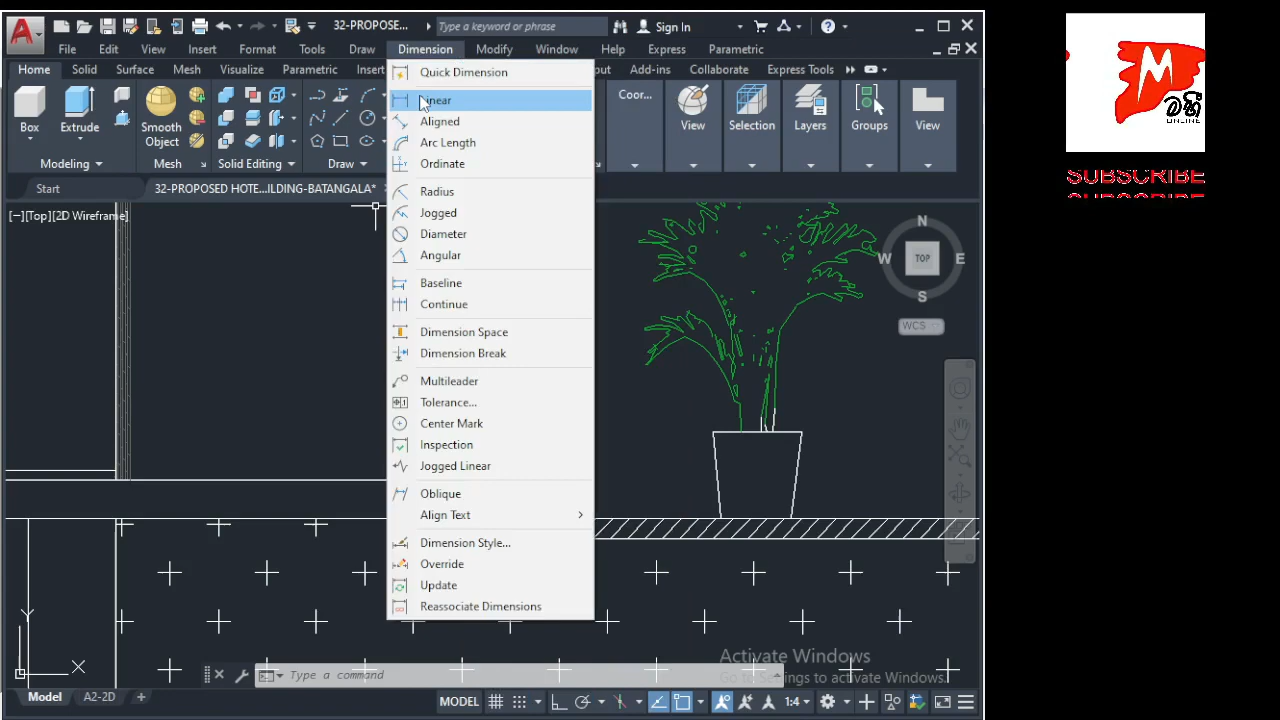 32-PROPOSE...
Type a keyword or phrase
Sign In
File Edit View Insert Format Tools Draw Dimension Modify Window Help Express Parametric
Home Solid Surface Mesh Visualize Parametric Insert
put Add-ins Collaborate Express Tools
Quick Dimension
Linear
Aligned
Arc Length
Ordinate
Radius
Jogged
Diameter
Angular
Baseline
Continue
Dimension Space
Dimension Break
Multileader
Tolerance...
Center Mark
Inspection
Jogged Linear
Oblique
Align Text
Dimension Style...
Override
Update
Reassociate Dimensions
Box
Extrude
Smooth
Object
Coor...
View
Selection
Layers
Groups
View
Modeling
Mesh
Solid Editing
Draw
Start
32-PROPOSED HOTE...ILDING-BATANGALA*
[−][Top][2D Wireframe]
N
W
TOP
E
S
WCS
Y
X
Type a command
Activate Windows
Go to Settings to activate Windows.
Model
A2-2D
MODEL
1:4
මහී
ONLINE
SUBSCRIBE
SUBSCRIBE